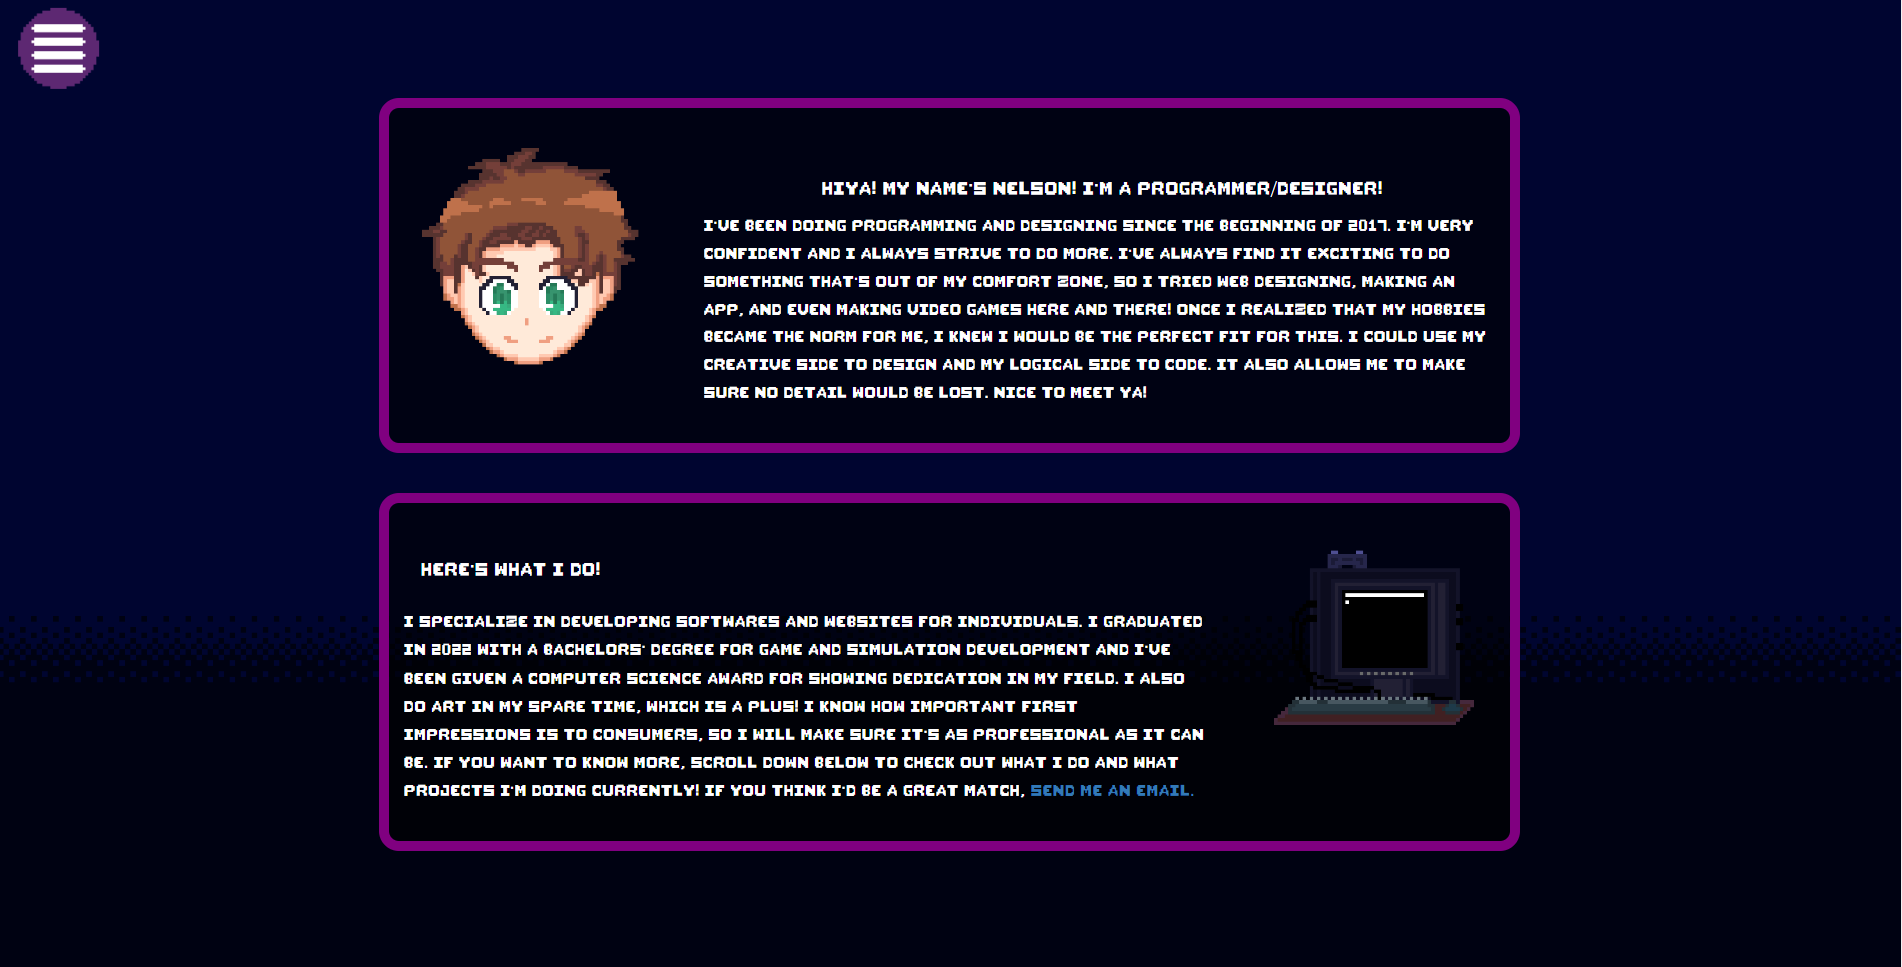 HIYA! MY NAME'S NELSON! I'M A PROGRAMMER/DESIGNER!
I'VE BEEN DOING PROGRAMMING AND DESIGNING SINCE THE BEGINNING OF 2017. I'M VERY
CONFIDENT AND I ALWAYS STRIVE TO DO MORE. I'VE ALWAYS FIND IT EXCITING TO DO
SOMETHING THAT'S OUT OF MY COMFORT ZONE, SO I TRIED WEB DESIGNING, MAKING AN
APP, AND EVEN MAKING VIDEO GAMES HERE AND THERE! ONCE I REALIZED THAT MY HOBBIES
BECAME THE NORM FOR ME, I KNEW I WOULD BE THE PERFECT FIT FOR THIS. I COULD USE MY
CREATIVE SIDE TO DESIGN AND MY LOGICAL SIDE TO CODE. IT ALSO ALLOWS ME TO MAKE
SURE NO DETAIL WOULD BE LOST. NICE TO MEET YA!
HERE'S WHAT I DO!
I SPECIALIZE IN DEVELOPING SOFTWARES AND WEBSITES FOR INDIVIDUALS. I GRADUATED
IN 2022 WITH A BACHELORS' DEGREE FOR GAME AND SIMULATION DEVELOPMENT AND I'VE
BEEN GIVEN A COMPUTER SCIENCE AWARD FOR SHOWING DEDICATION IN MY FIELD. I ALSO
DO ART IN MY SPARE TIME, WHICH IS A PLUS! I KNOW HOW IMPORTANT FIRST
IMPRESSIONS IS TO CONSUMERS, SO I WILL MAKE SURE IT'S AS PROFESSIONAL AS IT CAN
BE. IF YOU WANT TO KNOW MORE, SCROLL DOWN BELOW TO CHECK OUT WHAT I DO AND WHAT
PROJECTS I'M DOING CURRENTLY! IF YOU THINK I'D BE A GREAT MATCH, SEND ME AN EMAIL.